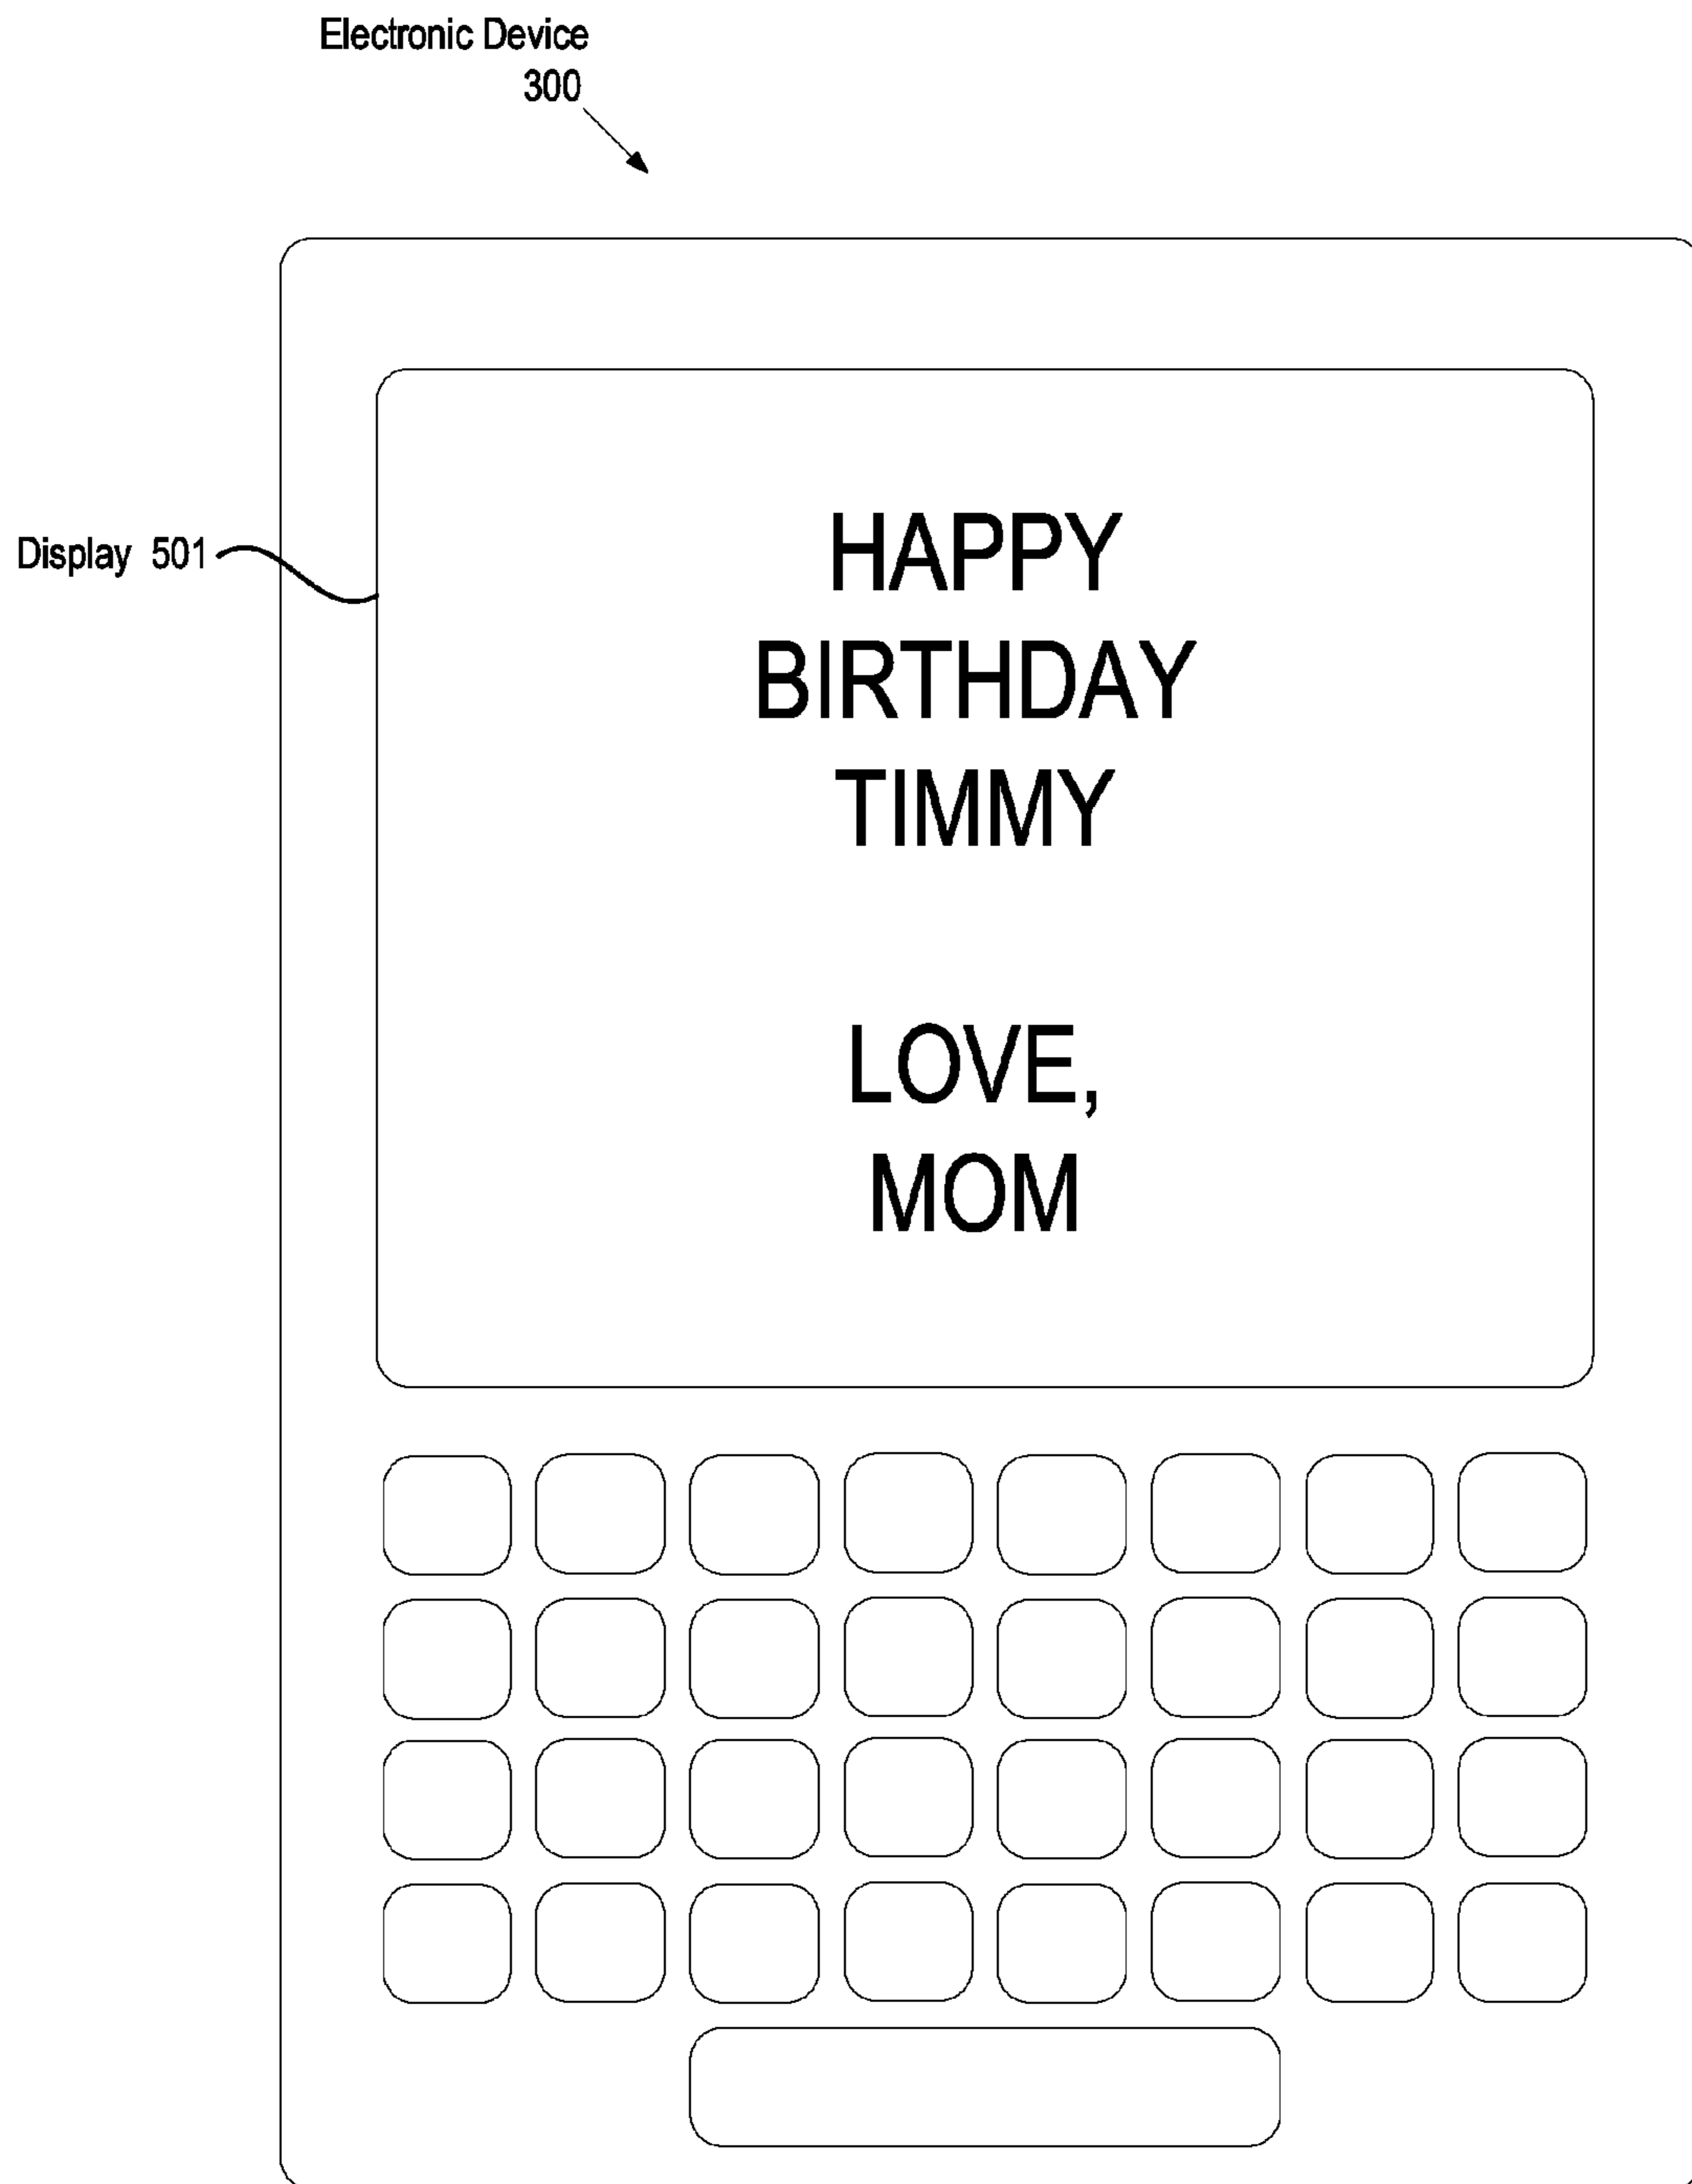 Electronic Device
300
Display 501
HAPPY
BIRTHDAY
TIMMY
LOVE,
MOM